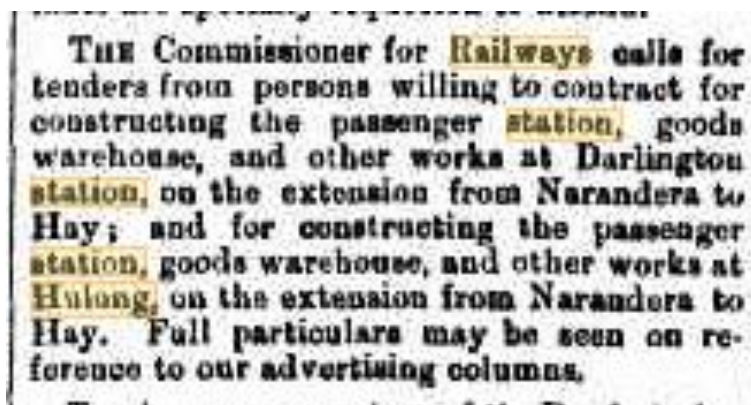 THE Commissioner for Railways calls for
tenders from persons willing to contract for
constructing the passenger station, goods
warehouse, and other works at Darlington
station, on the extension from Narandera to
Hay; and for constructing the passenger
station, goods warehouse, and other works at
Hulong, on the extension from Narandera to
Hay. Full particulars may be seen on re-
ference to our advertising columns.